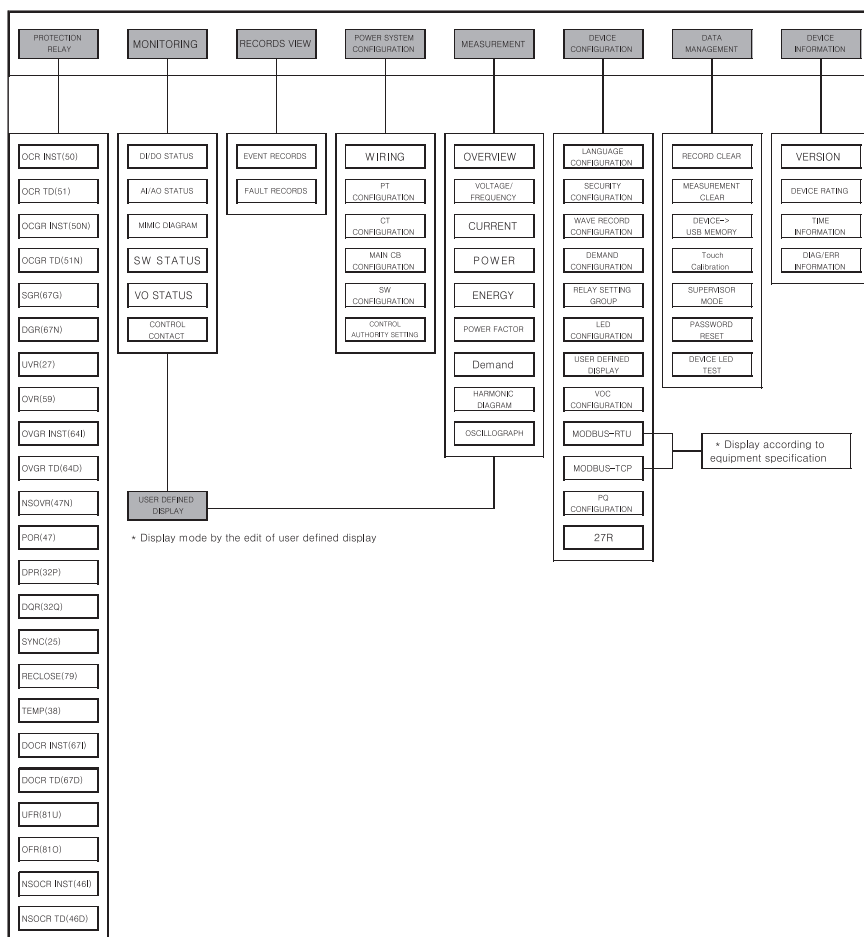 PROTECTION
RELAY
MONITORING
RECORDS VIEW
POWER SYSTEM
CONFIGURATION
MEASUREMENT
DEVICE
CONFIGURATION
DATA
MANAGEMENT
DEVICE
INFORMATION
OCR INST(50)
OCR TD(51)
OCGR INST(50N)
OCGR TD(51N)
SGR(67G)
DGR(67N)
UVR(27)
OVR(59)
OVGR INST(64I)
OVGR TD(64D)
NSOVR(47N)
POR(47)
DPR(32P)
DQR(32Q)
SYNC(25)
RECLOSE(79)
TEMP(38)
DOCR INST(67I)
DOCR TD(67D)
UFR(81U)
OFR(81O)
NSOCR INST(46I)
NSOCR TD(46D)
DI/DO STATUS
AI/AO STATUS
MIMIC DIAGRAM
SW STATUS
VO STATUS
CONTROL
CONTACT
USER DEFINED
DISPLAY
* Display mode by the edit of user defined display
EVENT RECORDS
FAULT RECORDS
WIRING
PT
CONFIGURATION
CT
CONFIGURATION
MAIN CB
CONFIGURATION
SW
CONFIGURATION
CONTROL
AUTHORITY SETTING
OVERVIEW
VOLTAGE/
FREQUENCY
CURRENT
POWER
ENERGY
POWER FACTOR
Demand
HARMONIC
DIAGRAM
OSCILLOGRAPH
LANGUAGE
CONFIGURATION
SECURITY
CONFIGURATION
WAVE RECORD
CONFIGURATION
DEMAND
CONFIGURATION
RELAY SETTING
GROUP
LED
CONFIGURATION
USER DEFINED
DISPLAY
VOC
CONFIGURATION
MODBUS-RTU
MODBUS-TCP
PQ
CONFIGURATION
27R
* Display according to
equipment specification
RECORD CLEAR
MEASUREMENT
CLEAR
DEVICE->
USB MEMORY
Touch
Calibration
SUPERVISOR
MODE
PASSWORD
RESET
DEVICE LED
TEST
VERSION
DEVICE RATING
TIME
INFORMATION
DIAG/ERR
INFORMATION